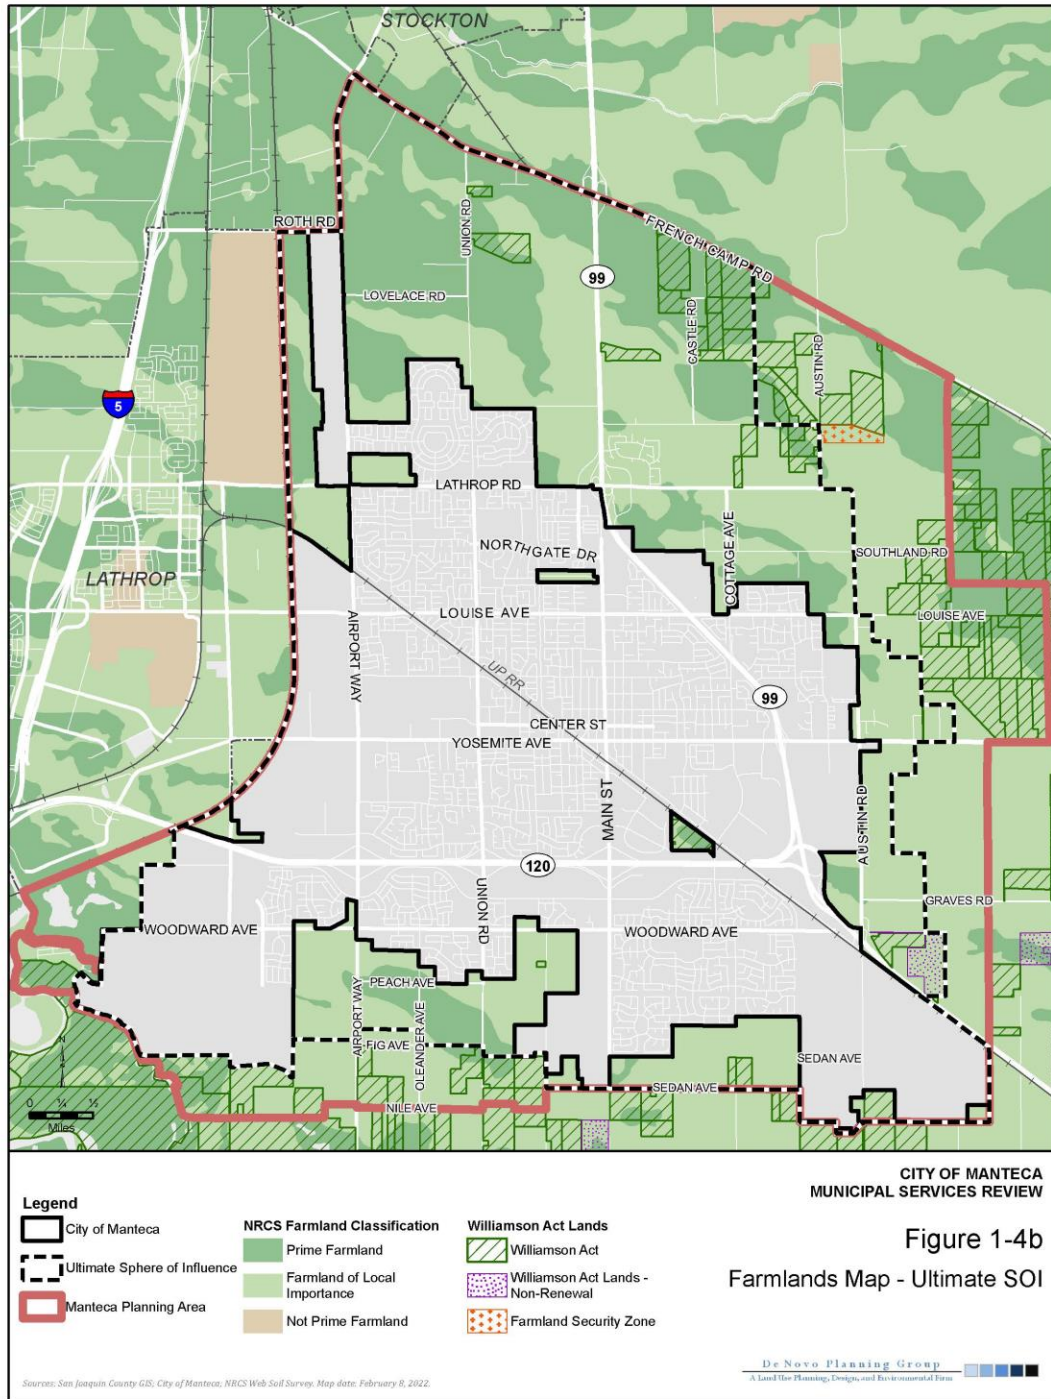 STOCKTON
ROTH RD
UNION RD
FRENCH CAMP RD
99
LOVELACE RD
CASTLE RD
AUSTIN RD
5
LATHROP RD
NORTHGATE DR
COTTAGE AVE
SOUTHLAND RD
LATHROP
LOUISE AVE
LOUISE AVE
AIRPORT WAY
UP RR
99
CENTER ST
YOSEMITE AVE
MAIN ST
AUSTIN RD
120
UNION RD
GRAVES RD
WOODWARD AVE
WOODWARD AVE
PEACH AVE
AIRPORT WAY
OLEANDER AVE
FIG AVE
SEDAN AVE
SEDAN AVE
NILE AVE
0 ¼ ½
Miles
CITY OF MANTECA
MUNICIPAL SERVICES REVIEW
Figure 1-4b
Farmlands Map - Ultimate SOI
Legend
City of Manteca
Ultimate Sphere of Influence
Manteca Planning Area
NRCS Farmland Classification
Prime Farmland
Farmland of Local
Importance
Not Prime Farmland
Williamson Act Lands
Williamson Act
Williamson Act Lands -
Non-Renewal
Farmland Security Zone
Sources: San Joaquin County GIS; City of Manteca; NRCS Web Soil Survey. Map date: February 8, 2022.
De Novo Planning Group
A Land Use Planning, Design, and Environmental Firm